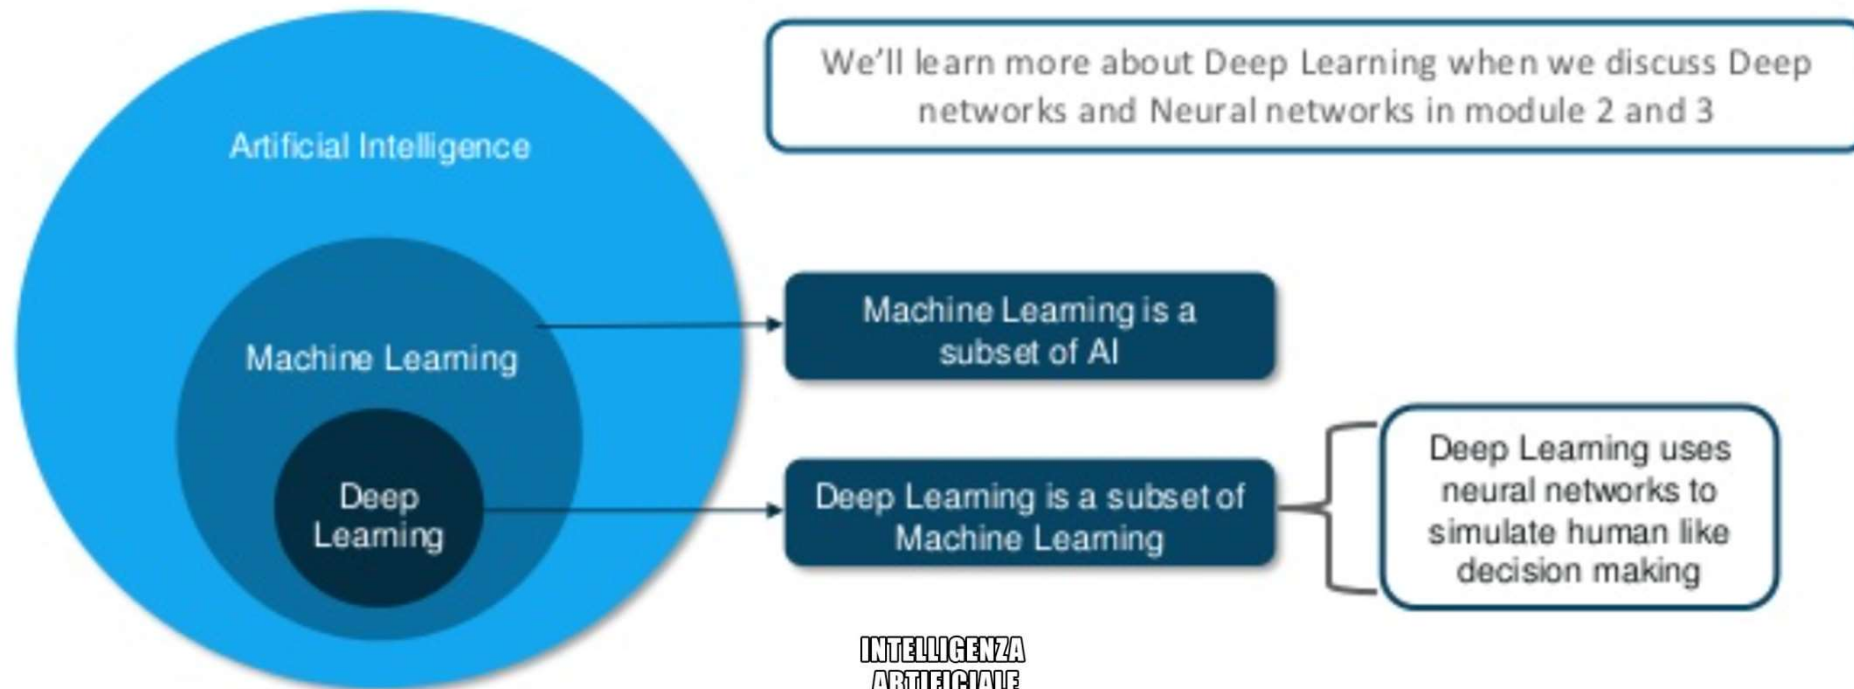 We'll learn more about Deep Learning when we discuss Deep
networks and Neural networks in module 2 and 3
Artificial Intelligence
Machine Learning is a
subset of AI
Machine Learning
Deep Learning is a subset of
Machine Learning
Deep Learning uses
neural networks to
simulate human like
decision making
Deep
Learning
INTELLIGENZA
ARTIFICIALE